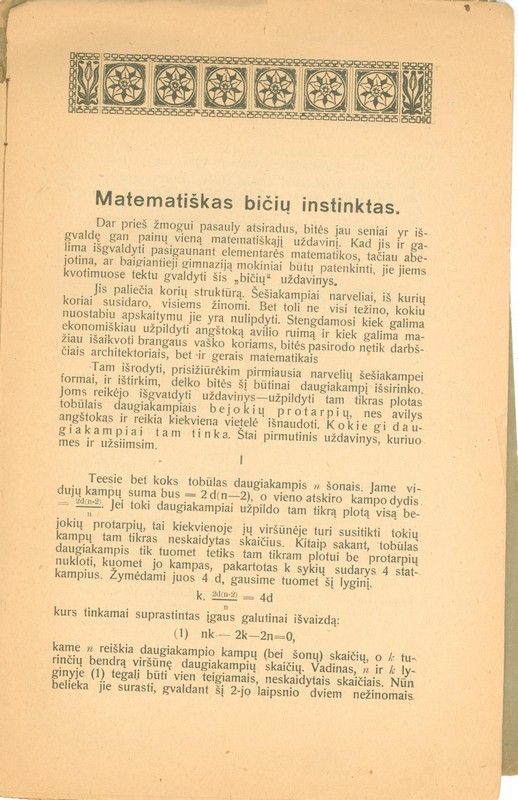 Matematiškas bičių instinktas.
Dar prieš žmogui pasauly atsiradus, bitės jau seniai yr iš-
gvaldę gan painų vieną matematiškąjį uždavinį. Kad jis ir ga-
lima išgvaldyti pasigaunant elementarės matematikos, tačiau abe-
jotina, ar baigiantieji gimnaziją mokiniai būtų patenkinti, jie jiems
kvotimuose tektu gvaldyti šis „bičių“ uždavinys.
Jis paliečia korių struktūrą. Šešiakampiai narveliai, iš kurių
koriai susidaro, visiems žinomi. Bet toli ne visi težino, kokiu
nuostabiu apskaitymu jie yra nulipdyti. Stengdamosi kiek galima
ekonomiškiau užpildyti angštoką avilio ruimą ir kiek galima ma-
žiau išaikvoti brangaus vaško koriams, bitės pasirodo nętik darbš-
čiais architektoriais, bet ir gerais matematikais
Tam išrodyti, prisižiūrėkim pirmiausia narvelių šešiakampei
formai, ir ištirkim, delko bitės šį būtinai daugiakampį išsirinko.
Joms reikėjo išgvatdyti uždavinys—užpildyti tam tikras plotas
tobūlais daugiakampiais bejokių protarpių, nes avilys
angštokas ir reikia kiekviena vietelė išnaudoti. Kokie gi dau-
giakampiai tam tinka. Štai pirmutinis uždavinys, kuriuo
mes ir užsiimsim.
I
Teesie bet koks tobūlas daugiakampis n šonais. Jame vi-
dujų kampų suma bus = 2 d(n—2), o vieno atskiro kampo dydis
= 2d(n-2)/n. Jei toki daugiakampiai užpildo tam tikrą plotą visą be-
jokių protarpių, tai kiekvienoje jų viršūnėje turi susitikti tokių
kampų tam tikras neskaidytas skaičius. Kitaip sakant, tobūlas
daugiakampis tik tuomet tetiks tam tikram plotui be protarpių
nukloti, kuomet jo kampas, pakartotas k sykių sudarys 4 stat-
kampius. Žymėdami juos 4 d, gausime tuomet šį lyginį.
k. 2d(n-2)/n = 4d
kurs tinkamai suprastintas įgaus galutinai išvaizdą:
(1) nk— 2k—2n=0,
kame n reiškia daugiakampio kampų (bei šonų) skaičių, o k tu-
rinčių bendrą viršūnę daugiakampių skaičių. Vadinas, n ir k ly-
ginyje (1) tegalį būti vien teigiamais, neskaidytais skaičiais. Nūn
belieka jie surasti, gvaldant šį 2-jo laipsnio dviem nežinomais